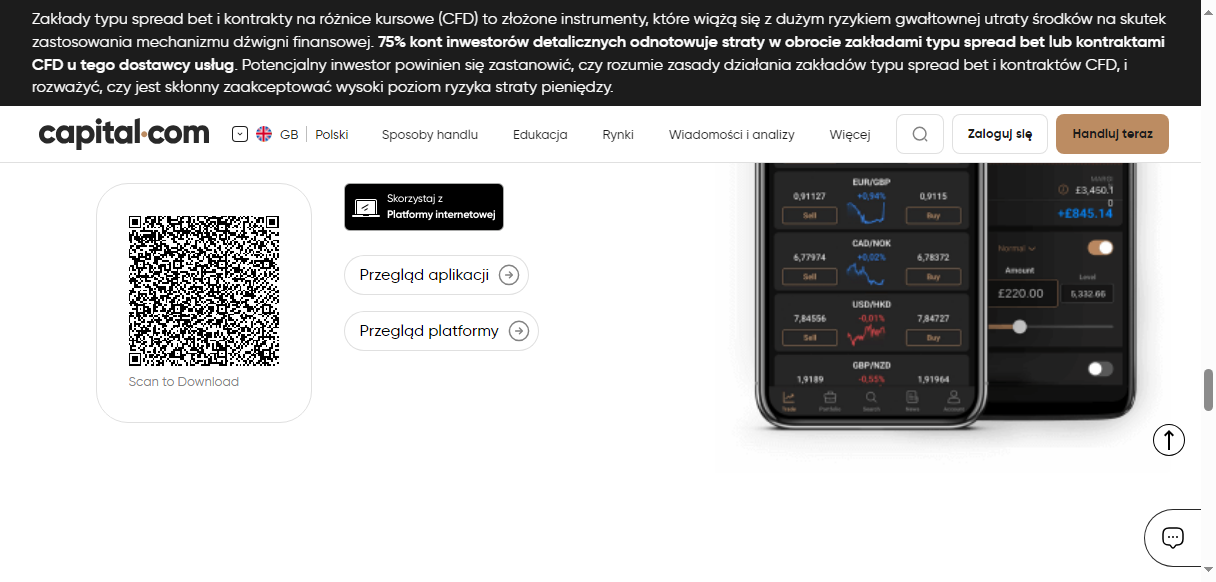 Zakłady typu spread bet i kontrakty na różnice kursowe (CFD) to złożone instrumenty, które wiążą się z dużym ryzykiem gwałtownej utraty środków na skutek
zastosowania mechanizmu dźwigni finansowej. 75% kont inwestorów detalicznych odnotowuje straty w obrocie zakładami typu spread bet lub kontraktami
CFD u tego dostawcy usług. Potencjalny inwestor powinien się zastanowić, czy rozumie zasady działania zakładów typu spread bet i kontraktów CFD, i
rozważyć, czy jest skłonny zaakceptować wysoki poziom ryzyka straty pieniędzy.
capital.com GB Polski Sposoby handlu Edukacja Rynki Wiadomości i analizy Więcej Zaloguj się Handluj teraz
Scan to Download
Skorzystaj z
Platformy internetowej
Przegląd aplikacji
Przegląd platformy
EUR/GBP
0,91127 +0,94% 0,9115
Sell Buy
CAD/NOK
6,77974 +0,02% 6,78372
Sell Buy
USD/HKD
7,84556 -0,01% 7,84727
Sell Buy
GBP/NZD
1,9189 -0,55% 1,91964
Trade Portfolio Search News Account
£3,450.1
0
+£845.14
Normal
Amount Level
£220.00 5,332.66